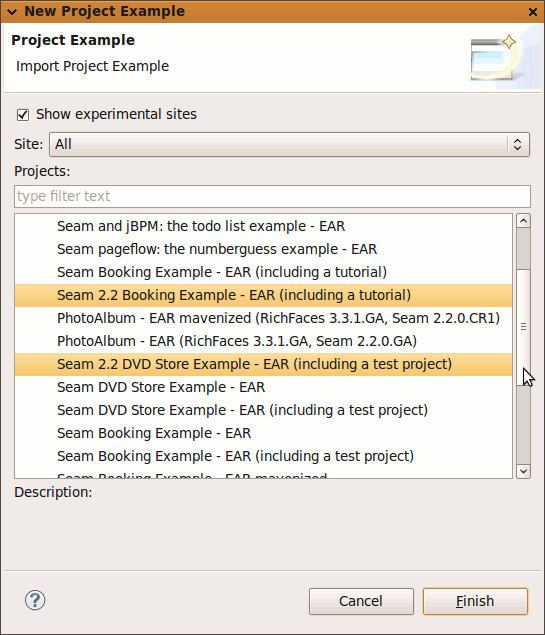 New Project Example
Project Example
Import Project Example
Show experimental sites
Site: All
Projects:
type filter text
Seam and jBPM: the todo list example - EAR
Seam pageflow: the numberguess example - EAR
Seam Booking Example - EAR (including a tutorial)
Seam 2.2 Booking Example - EAR (including a tutorial)
PhotoAlbum - EAR mavenized (RichFaces 3.3.1.GA, Seam 2.2.0.CR1)
PhotoAlbum - EAR (RichFaces 3.3.1.GA, Seam 2.2.0.GA)
Seam 2.2 DVD Store Example - EAR (including a test project)
Seam DVD Store Example - EAR
Seam DVD Store Example - EAR (including a test project)
Seam Booking Example - EAR
Seam Booking Example - EAR (including a test project)
Seam Booking Example - EAR mavenized
Description:
?
Cancel
Finish